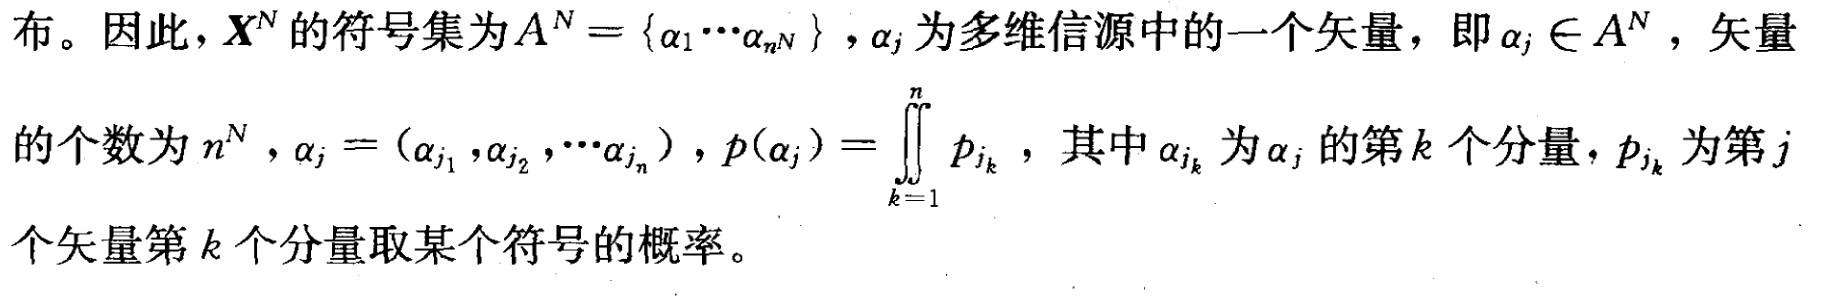 布。因此，$\boldsymbol{X}^N$ 的符号集为 $A^N = \{\alpha_1 \cdots \alpha_{n^N}\}$，$\alpha_j$ 为多维信源中的一个矢量，即 $\alpha_j \in A^N$，矢量
的个数为 $n^N$，$\alpha_j = (\alpha_{j_1}, \alpha_{j_2}, \cdots \alpha_{j_n})$，$p(\alpha_j) = \iint\limits_{k=1}^{n} p_{j_k}$，其中 $\alpha_{j_k}$ 为 $\alpha_j$ 的第 $k$ 个分量，$p_{j_k}$ 为第 $j$
个矢量第 $k$ 个分量取某个符号的概率。